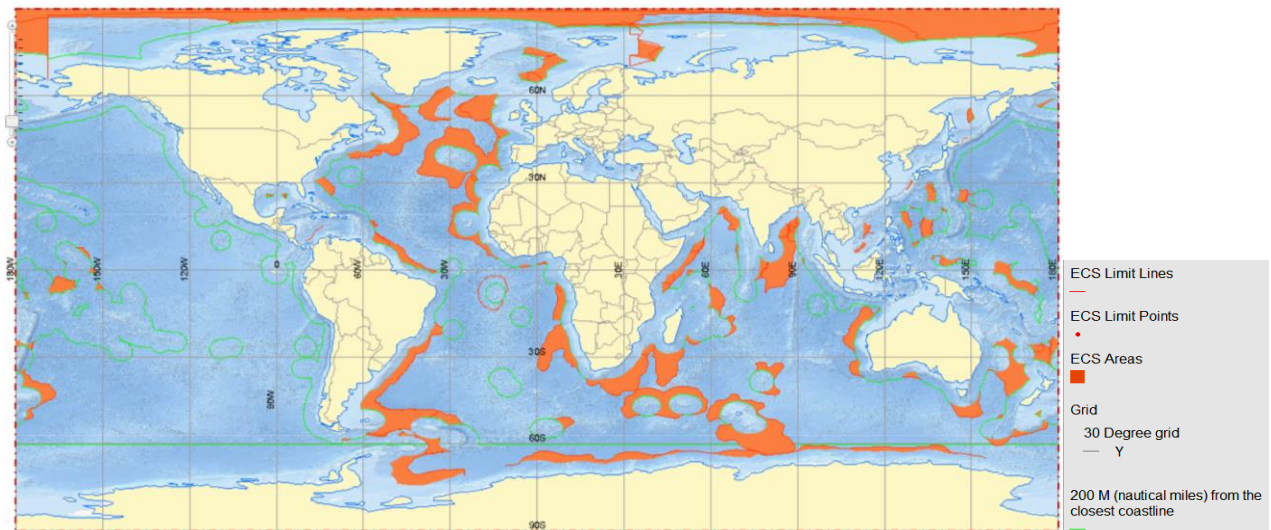 60N
30N
180W
150W
120W
0
60W
30W
30E
60E
90E
120E
150E
180E
30S
90W
60S
90S
ECS Limit Lines
ECS Limit Points
ECS Areas
Grid
30 Degree grid
Y
200 M (nautical miles) from the
closest coastline